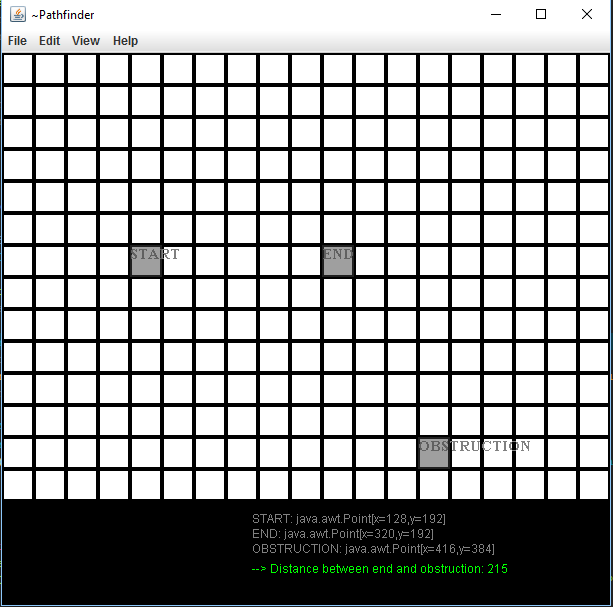 ~Pathfinder
File Edit View Help
START END
OBSTRUCTION
START: java.awt.Point[x=128,y=192]
END: java.awt.Point[x=320,y=192]
OBSTRUCTION: java.awt.Point[x=416,y=384]
--> Distance between end and obstruction: 215